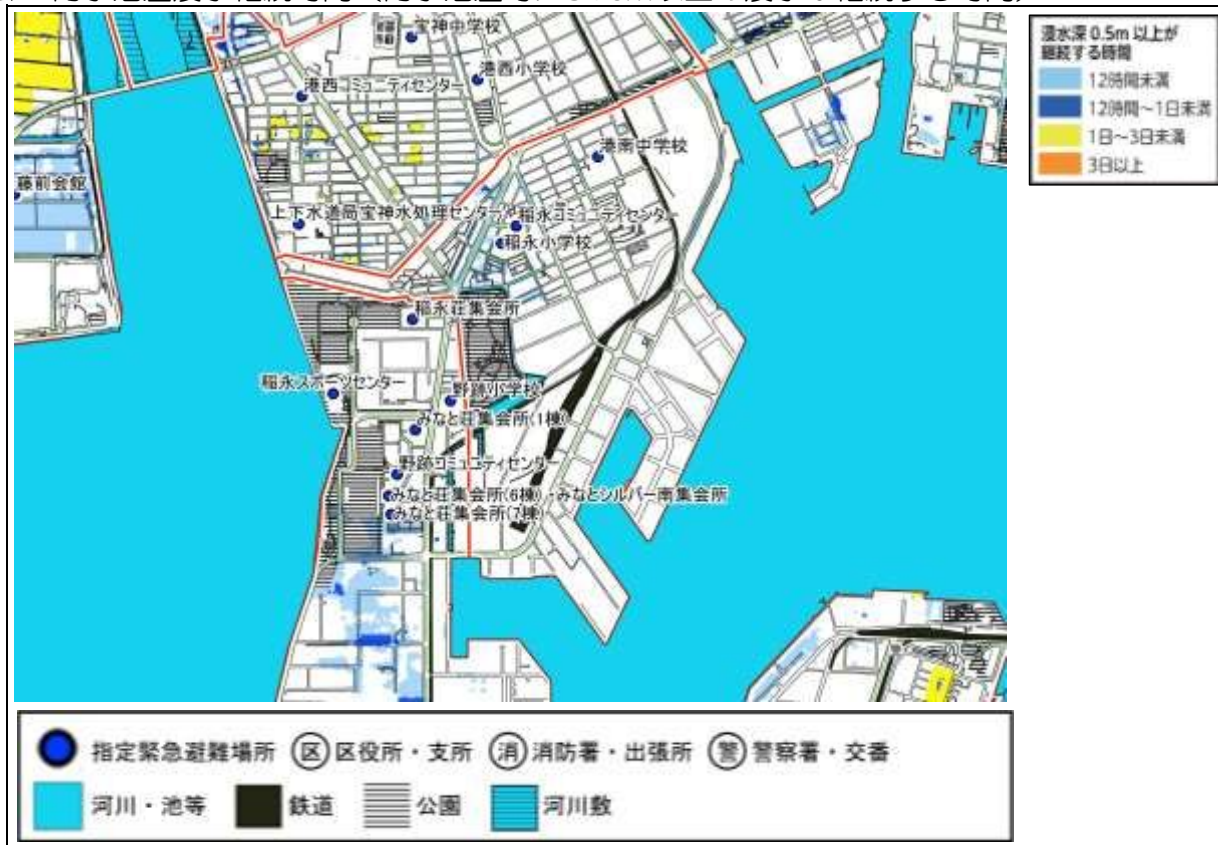 宝神中学校
港西小学校
港西コミュニティセンター
港南中学校
藤前会館
上下水道局宝神水処理センター
稲永コミュニティセンター
稲永小学校
稲永荘集会所
稲永スポーツセンター
野跡小学校
みなと荘集会所(1棟)
野跡コミュニティセンター
みなと荘集会所(6棟)・みなとシルバー南集会所
みなと荘集会所(7棟)
浸水深0.5m以上が
継続する時間
12時間未満
12時間～1日未満
1日～3日未満
3日以上
指定緊急避難場所 区 区役所・支所 消 消防署・出張所 警 警察署・交番
河川・池等 鉄道 公園 河川敷